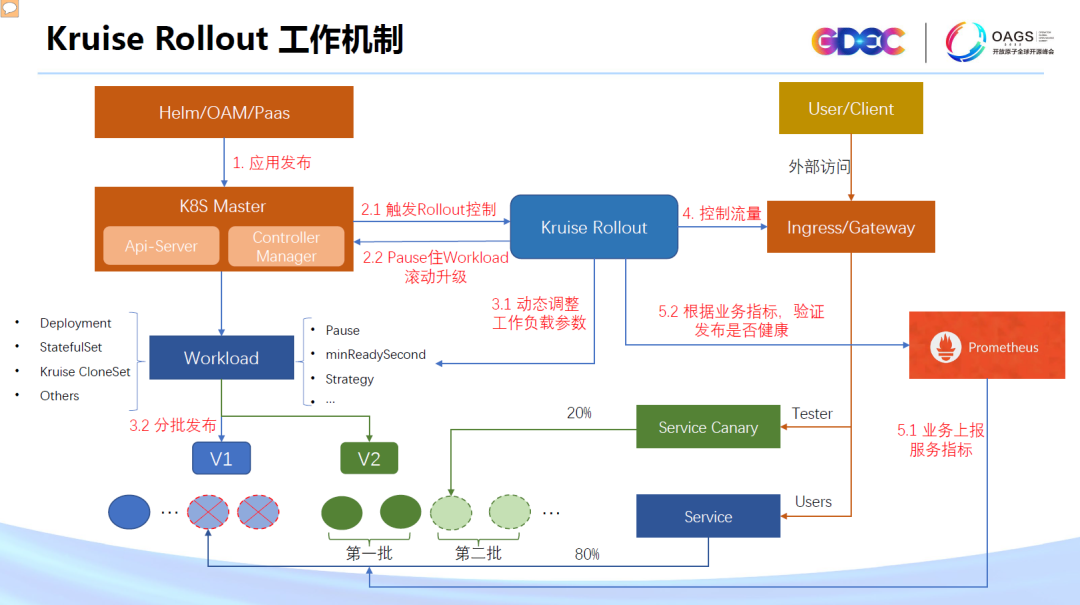 Kruise Rollout 工作机制
GDEC
OAGS
开放原子全球开源峰会
Helm/OAM/Paas
1. 应用发布
K8S Master
Api-Server
Controller
Manager
2.1 触发Rollout控制
2.2 Pause住Workload
滚动升级
Kruise Rollout
4. 控制流量
User/Client
外部访问
Ingress/Gateway
3.1 动态调整
工作负载参数
5.2 根据业务指标，验证
发布是否健康
Prometheus
• Deployment
• StatefulSet
• Kruise CloneSet
• Others
Workload
• Pause
• minReadySecond
• Strategy
• ...
3.2 分批发布
V1
V2
20%
Service Canary
Tester
5.1 业务上报
服务指标
...
...
第一批
第二批
Service
Users
80%